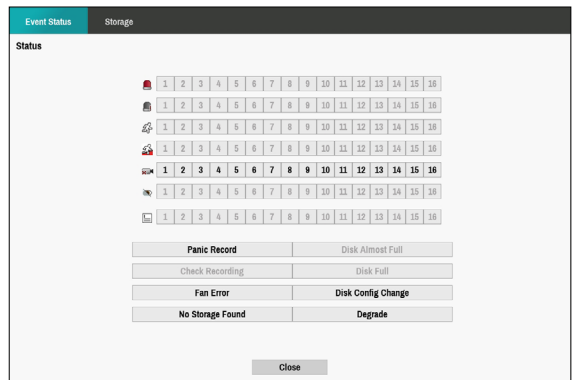 Event Status Storage
Status
1 2 3 4 5 6 7 8 9 10 11 12 13 14 15 16
1 2 3 4 5 6 7 8 9 10 11 12 13 14 15 16
1 2 3 4 5 6 7 8 9 10 11 12 13 14 15 16
1 2 3 4 5 6 7 8 9 10 11 12 13 14 15 16
1 2 3 4 5 6 7 8 9 10 11 12 13 14 15 16
1 2 3 4 5 6 7 8 9 10 11 12 13 14 15 16
1 2 3 4 5 6 7 8 9 10 11 12 13 14 15 16
Panic Record Disk Almost Full
Check Recording Disk Full
Fan Error Disk Config Change
No Storage Found Degrade
Close